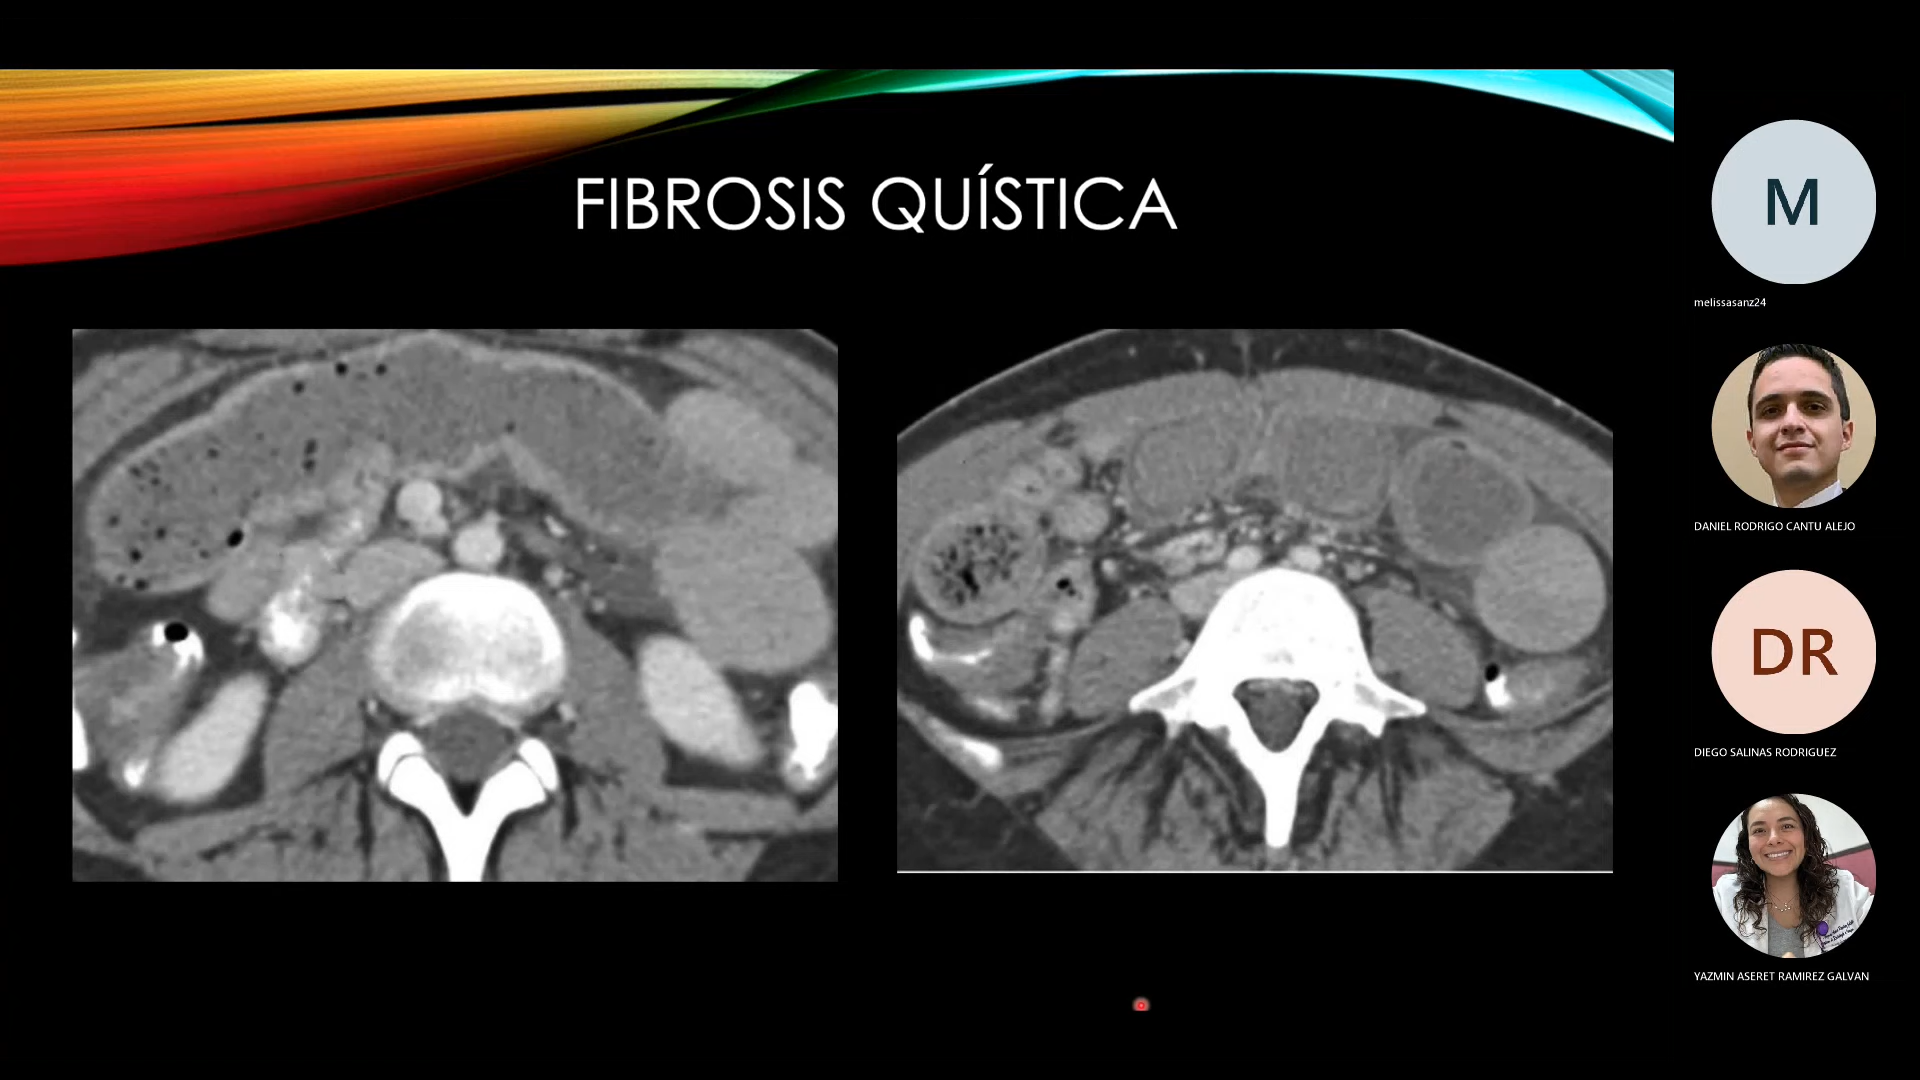 FIBROSIS QUÍSTICA
M
melissasanz24
DANIEL RODRIGO CANTU ALEJO
DR
DIEGO SALINAS RODRIGUEZ
YAZMIN ASERET RAMIREZ GALVAN